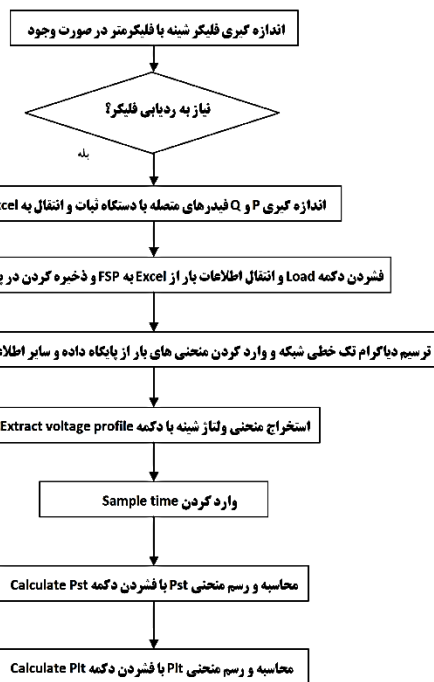 اندازه گیری فلیکر شینه با فلیکرمتر در صورت وجود
نیاز به ردیابی فلیکر؟
بله
اندازه گیری P و Q فیدرهای متصله با دستگاه ثبات و انتقال به
فشردن دکمه Load و انتقال اطلاعات بار از Excel به FSP و ذخیره کردن در
ترسیم دیاگرام تک خطی شبکه و وارد کردن منحنی های بار از پایگاه داده و سایر
استخراج منحنی ولتاژ شینه با دکمه Extract voltage profile
وارد کردن Sample time
محاسبه و رسم منحنی Pst با فشردن دکمه Calculate Pst
محاسبه و رسم منحنی Plt با فشردن دکمه Calculate Plt